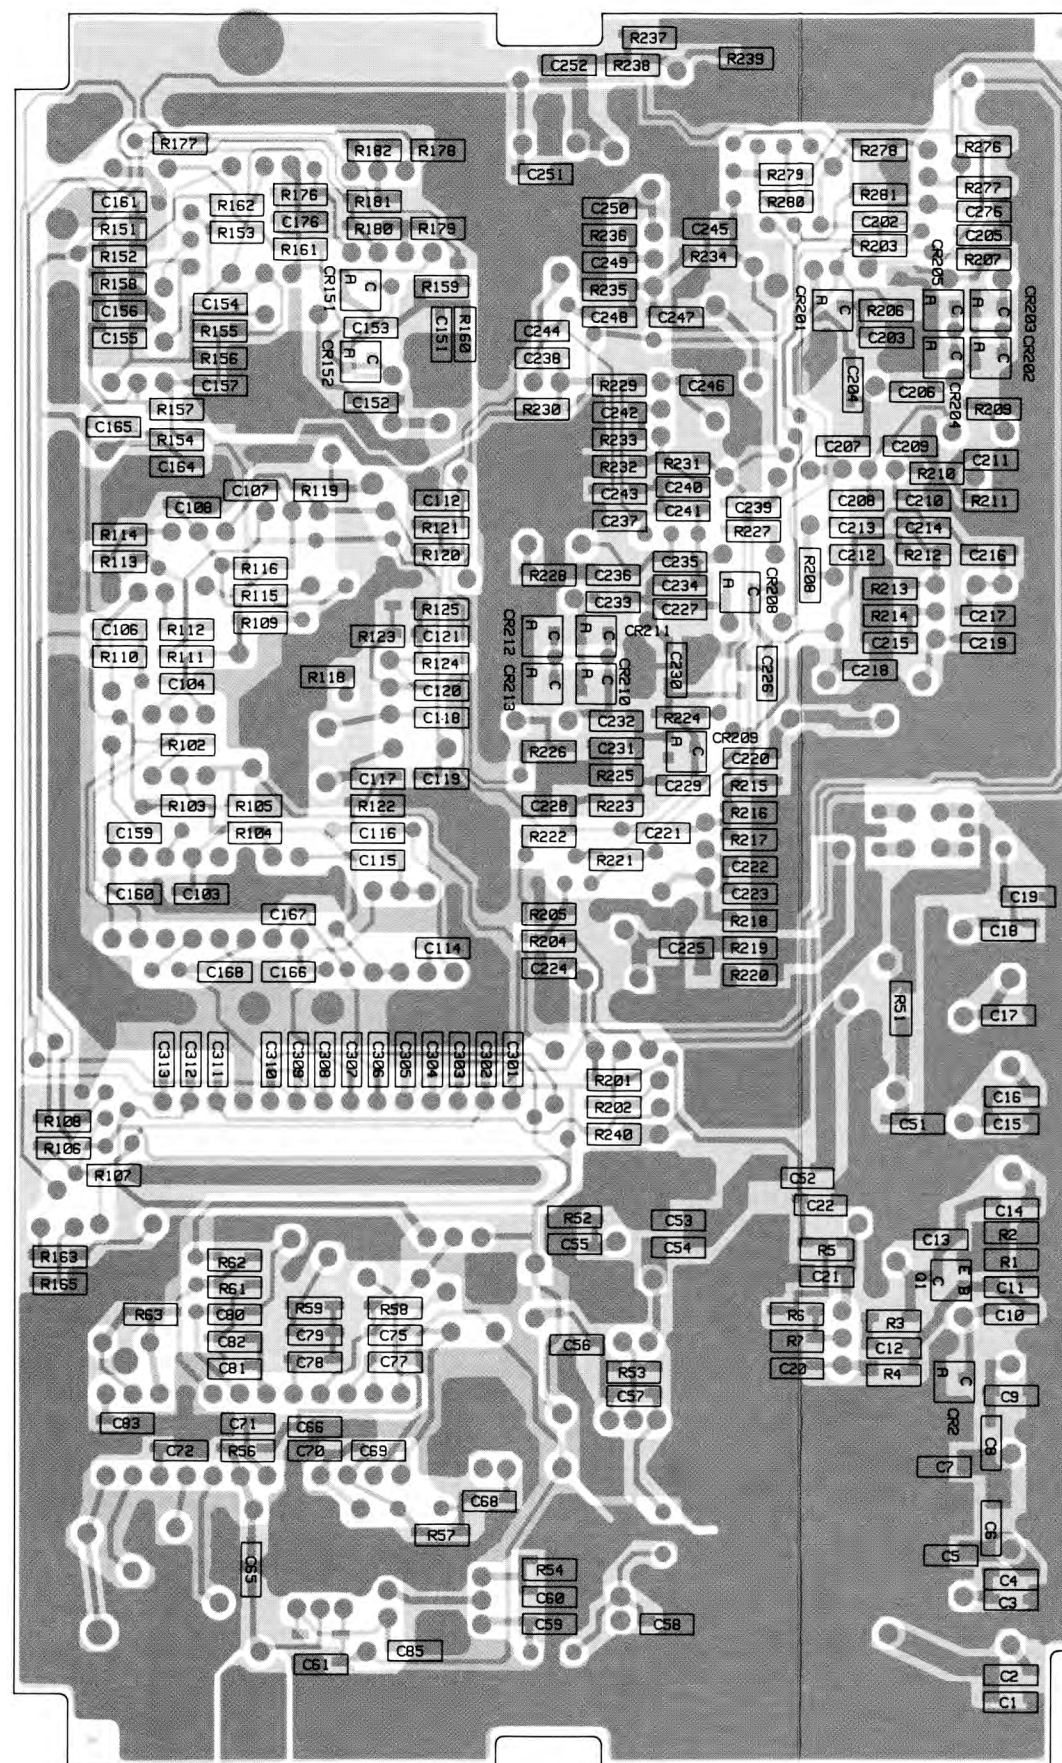 R237
C252 R238 R239
R177 R182 R178 R278 R276
C251 R279
R176 R277
C161 R162 R181 R281
C176 C250 R280 C276
R151 R153 R180 R179 R236 C245 C202 C205
R152 R161 C249 R234 R203 R207
R158 A C CR151 R159 R235 CR205
C156 C154 C248 C247 CR201 A C R206 A C A C CR203
C155 R155 C153 C151 R160 C244 C203
R156 CR152 A C C238 A C A C CR202
C157 R229 C246 C204 C206 CR204
R157 C152 R230 C242 R209
C165 R154 R233 C207 C209
C164 R232 R231 R210 C211
C107 R119 C112 C243 C240 C239 C208 C210 R211
C108 R121 C237 C241 R227 C213 C214
R114 R120 C235 C212 R212 C216
R113 R116 R228 C236 C234 A C CR208 R208 R213
R115 R125 C233 C227 R214 C217
C106 R112 R109 R123 C121 CR212 A C A C CR211 C215 C219
R110 R111 R124 C230 C226 C218
C104 R118 C120 CR213 A C A C CR210
C118 C232 R224
R102 R226 C231 A C CR209 C220
C117 C119 R225 C229 R215
R103 R105 R122 C228 R223 R216
C159 R104 C116 R222 C221 R217
C115 R221 C222
C160 C103 C223 C19
C167 R205 R218 C18
C168 C166 C114 R204 C225 R219
C224 R220
R51 C17
C313 C312 C311 C310 C309 C308 C307 C306 C305 C304 C303 C302 C301
R201 C16
R108 R202 C51 C15
R106 R240
R107 C52
R52 C53 C22 C14
R163 R62 C55 C54 R5 C13 R2
R165 R61 C21 Q1 C E B R1
R63 C80 R59 R58 R6 R3 C11
C82 C79 C75 C56 R7 C12 C10
C81 C78 C77 R53 C20 R4 A C
C83 C71 C66 C57 CR2 C9
C72 R56 C70 C69 C7 C8
C68
R57 C6
C65 R54 C5
C60 C4
C59 C58 C3
C61 C85 C2
C1